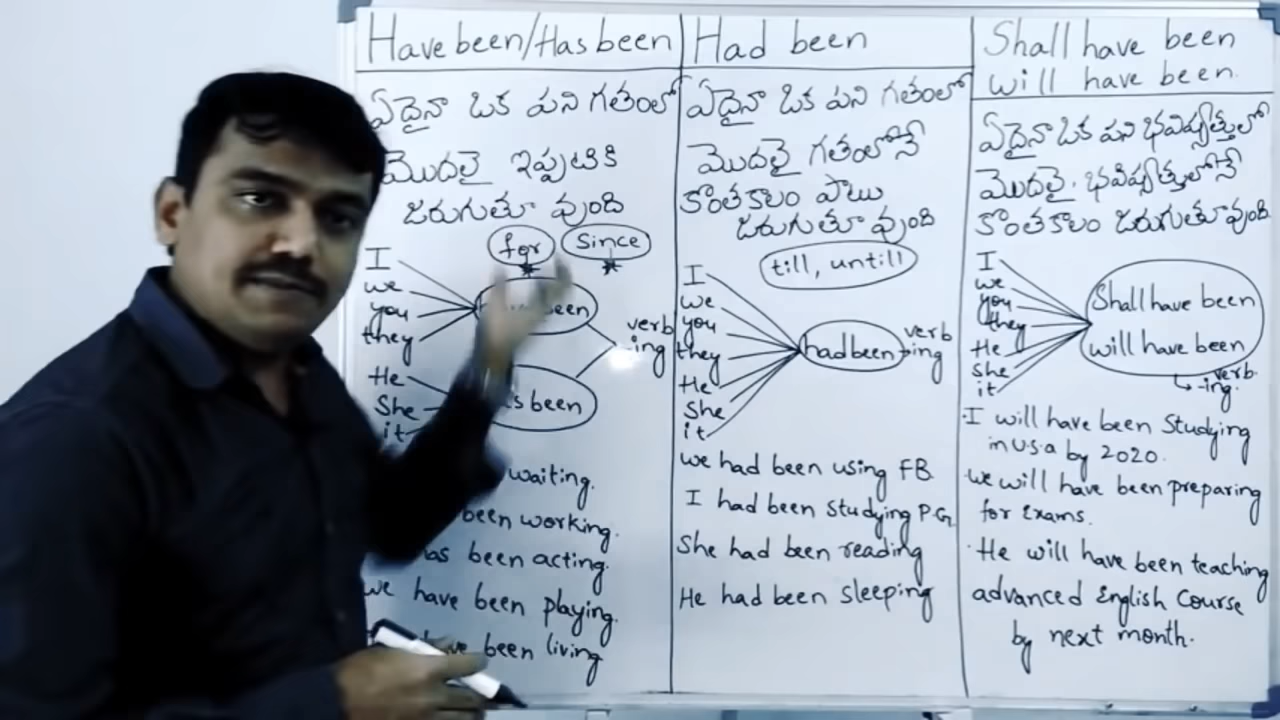 Have been/Has been
ఏదైనా ఒక పని గతంలో
మొదలై ఇప్పటికి
జరుగుతూ వుంది
for since
I
we
you
they
been
verb
ing
He
She
it
been
waiting.
been working.
has been acting.
we have been playing.
been living
Had been
ఏదైనా ఒక పని గతంలో
మొదలై గతంలోనే
కొంతకాలం పాటు
జరుగుతూ వుంది
till, untill
I
we
you
they
He
She
it
had been
verb
ing
we had been using FB
I had been studying P.G
She had been reading
He had been sleeping
Shall have been
will have been.
ఏదైనా ఒక పని భవిష్యత్తులో
మొదలై. భవిష్యత్తులోనే
కొంతకాలం జరుగుతూ వుంది.
I
we
you
they
He
She
it
Shall have been
will have been
verb
ing.
I will have been studying
in U.S.a by 2020.
we will have been preparing
for Exams.
He will have been teaching
advanced English Course
by next month.